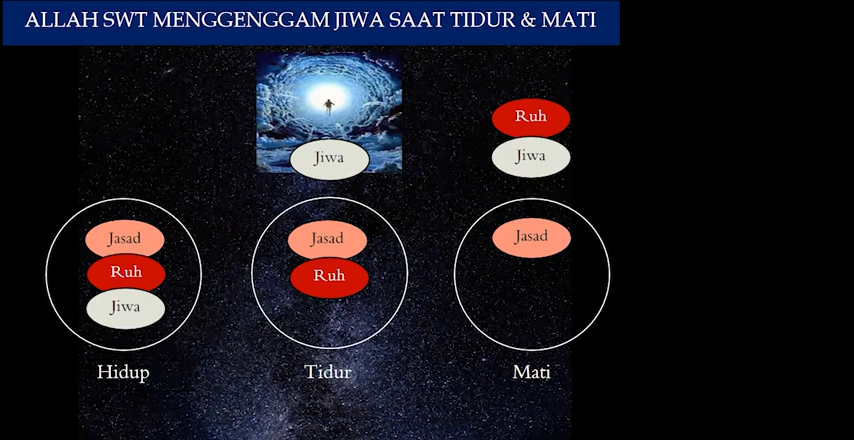 ALLAH SWT MENGGENGGAM JIWA SAAT TIDUR & MATI
Ruh
Jiwa
Jiwa
Jasad
Ruh
Jiwa
Jasad
Ruh
Jasad
Hidup
Tidur
Mati